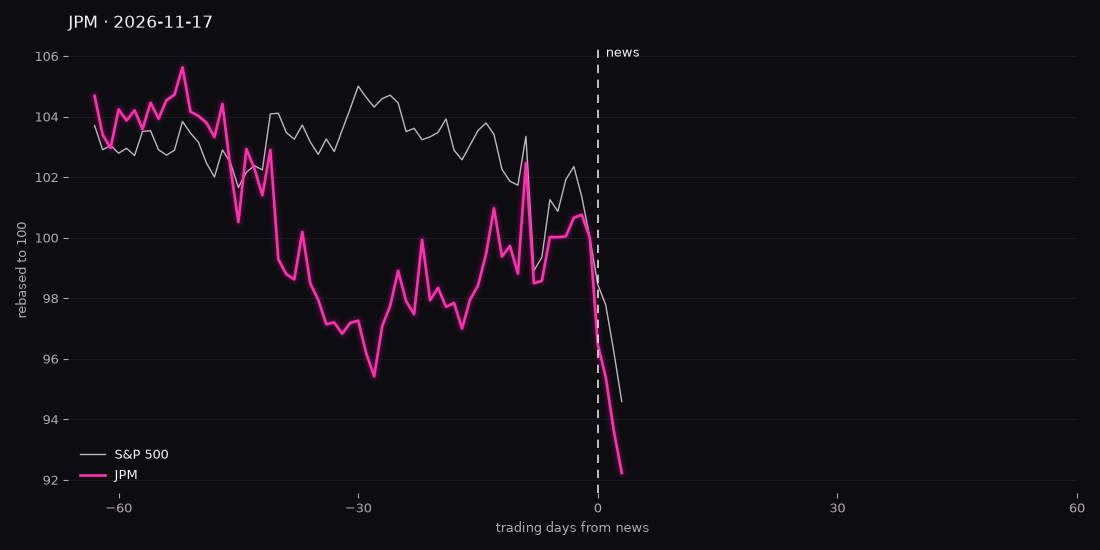 JPM · 2026-11-17
news
rebased to 100
106
104
102
100
98
96
94
92
S&P 500
JPM
−60
−30
0
30
60
trading days from news